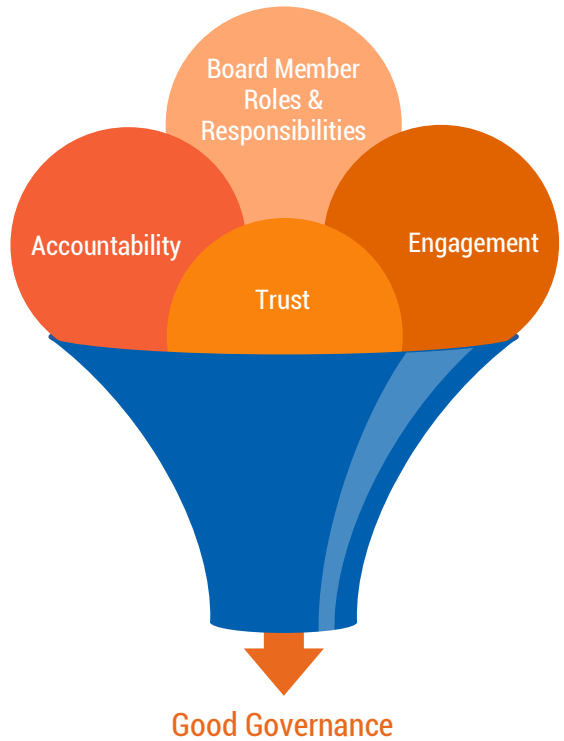 Board Member
Roles &
Responsibilities
Accountability
Engagement
Trust
Good Governance